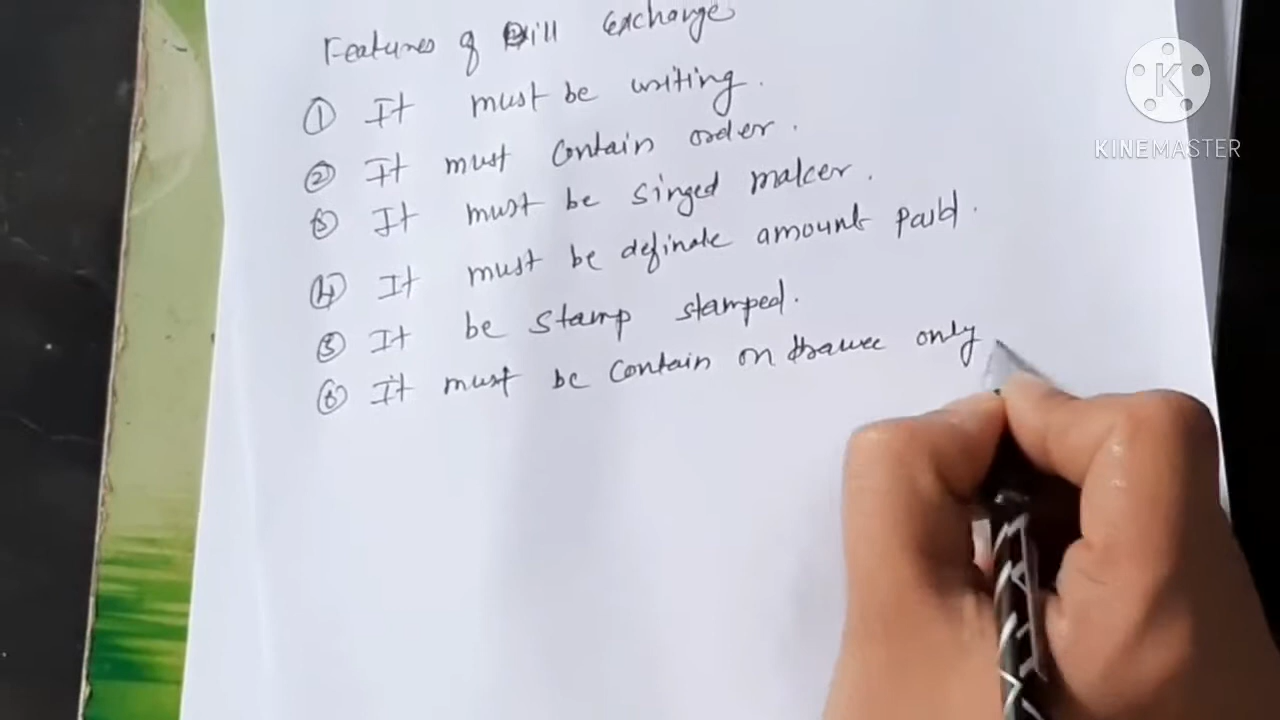 Features of Bill Exchange
① It must be writing.
② It must contain order.
③ It must be singed maker.
④ It must be definate amount paid.
⑤ It be stamp stamped.
⑥ It must be contain on drawee only
K
KINEMASTER